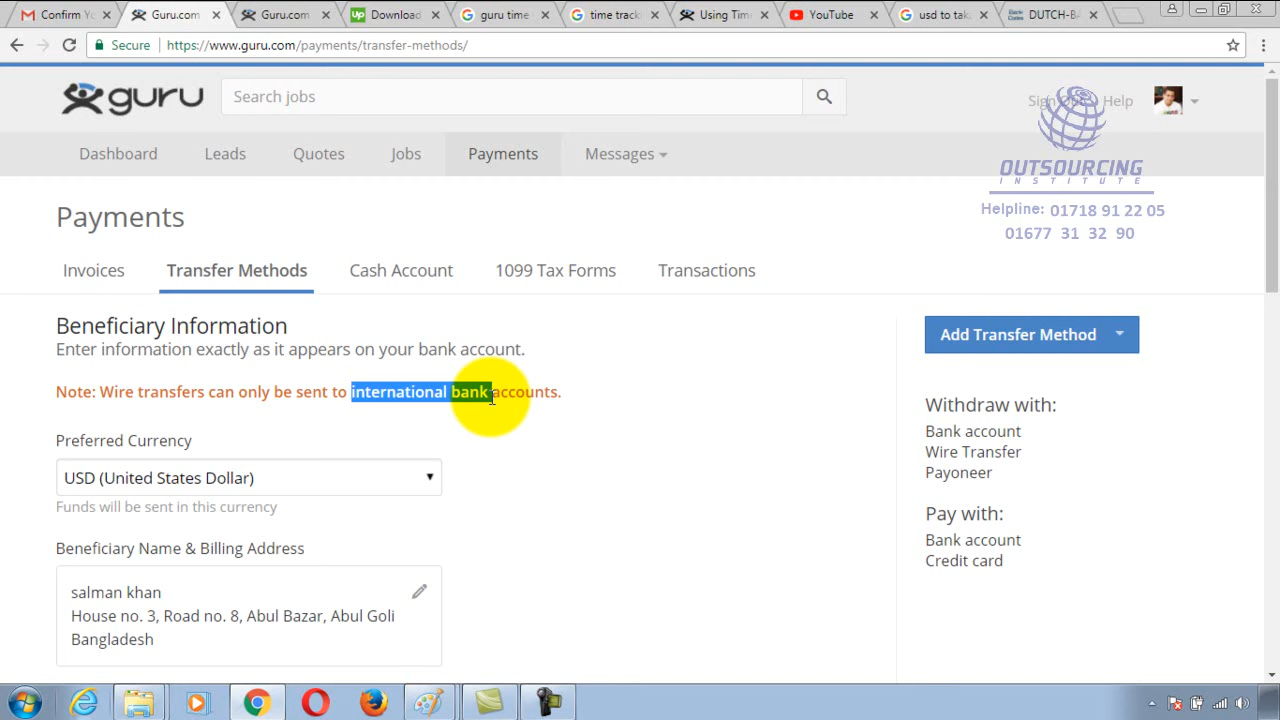 Confirm Y
Guru.com
Guru.com
Download
guru time
time track
Using Tim
YouTube
usd to tak
DUTCH-BA
Secure
https://www.guru.com/payments/transfer-methods/
guru
Search jobs
Help
Dashboard
Leads
Quotes
Jobs
Payments
Messages
OUTSOURCING
INSTITUTE
Helpline: 01718 91 22 05
01677 31 32 90
Payments
Invoices
Transfer Methods
Cash Account
1099 Tax Forms
Transactions
Beneficiary Information
Enter information exactly as it appears on your bank account.
Note: Wire transfers can only be sent to international bank accounts.
Preferred Currency
USD (United States Dollar)
Funds will be sent in this currency
Beneficiary Name & Billing Address
salman khan
House no. 3, Road no. 8, Abul Bazar, Abul Goli
Bangladesh
Add Transfer Method
Withdraw with:
Bank account
Wire Transfer
Payoneer
Pay with:
Bank account
Credit card